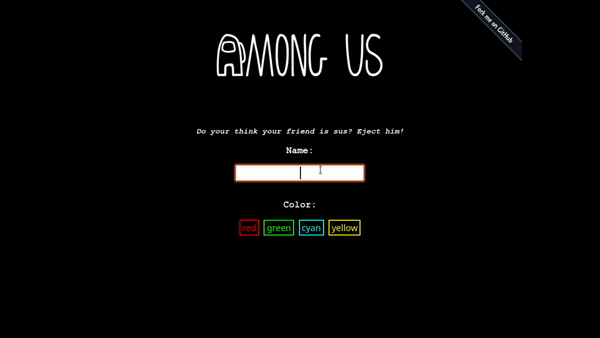 Fork me on GitHub
AMONG US
Do your think your friend is sus? Eject him!
Name:
Color:
red green cyan yellow